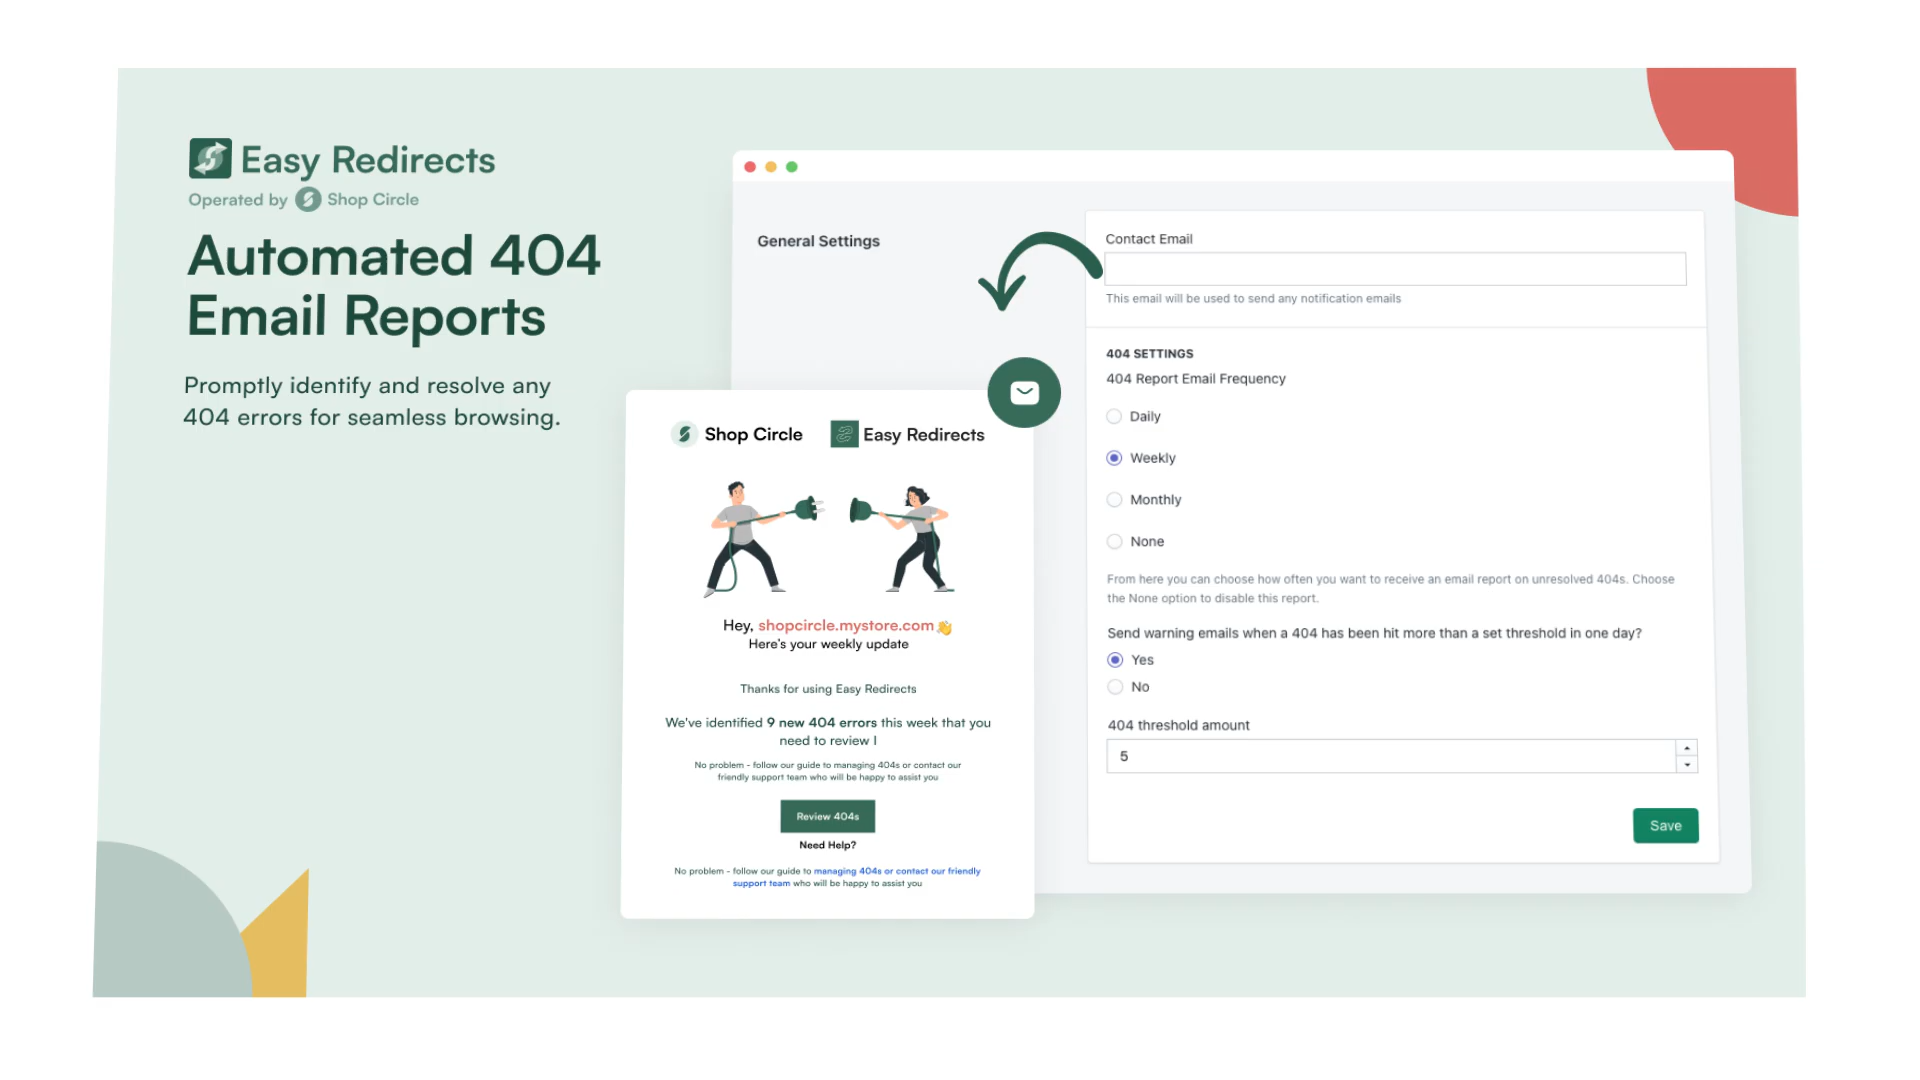 Easy Redirects
Operated by Shop Circle
Automated 404
Email Reports
Promptly identify and resolve any
404 errors for seamless browsing.
General Settings
Contact Email
This email will be used to send any notification emails
404 SETTINGS
404 Report Email Frequency
Daily
Weekly
Monthly
None
From here you can choose how often you want to receive an email report on unresolved 404s. Choose
the None option to disable this report.
Send warning emails when a 404 has been hit more than a set threshold in one day?
Yes
No
404 threshold amount
5
Save
Shop Circle Easy Redirects
Hey, shopcircle.mystore.com
Here's your weekly update
Thanks for using Easy Redirects
We've identified 9 new 404 errors this week that you
need to review I
No problem - follow our guide to managing 404s or contact our
friendly support team who will be happy to assist you
Review 404s
Need Help?
No problem - follow our guide to managing 404s or contact our friendly
support team who will be happy to assist you